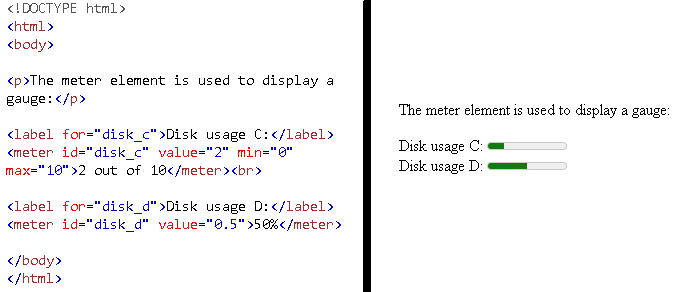 <!DOCTYPE html>
<html>
<body>
<p>The meter element is used to display a
gauge:</p>
<label for="disk_c">Disk usage C:</label>
<meter id="disk_c" value="2" min="0"
max="10">2 out of 10</meter><br>
<label for="disk_d">Disk usage D:</label>
<meter id="disk_d" value="0.5">50%</meter>
</body>
</html>
The meter element is used to display a gauge:
Disk usage C:
Disk usage D: